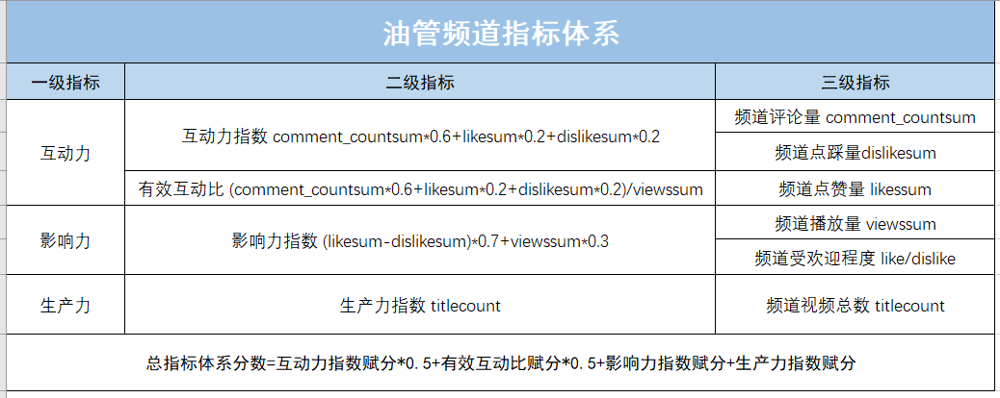 油管频道指标体系
一级指标 二级指标 三级指标
互动力 互动力指数 comment_countsum*0.6+likesum*0.2+dislikesum*0.2 频道评论量 comment_countsum
频道点踩量dislikesum
有效互动比 (comment_countsum*0.6+likesum*0.2+dislikesum*0.2)/viewssum 频道点赞量 likessum
影响力 影响力指数 (likesum-dislikesum)*0.7+viewssum*0.3 频道播放量 viewssum
频道受欢迎程度 like/dislike
生产力 生产力指数 titlecount 频道视频总数 titlecount
总指标体系分数=互动力指数赋分*0.5+有效互动比赋分*0.5+影响力指数赋分+生产力指数赋分